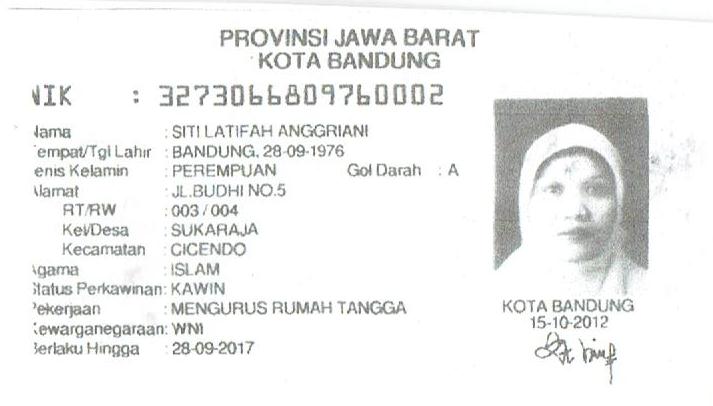 PROVINSI JAWA BARAT
KOTA BANDUNG
NIK : 3273066809760002
Nama : SITI LATIFAH ANGGRIANI
Tempat/Tgl Lahir : BANDUNG, 28-09-1976
Jenis Kelamin : PEREMPUAN Gol Darah : A
Alamat : JL.BUDHI NO.5
RT/RW : 003 / 004
Kel/Desa : SUKARAJA
Kecamatan : CICENDO
Agama : ISLAM
Status Perkawinan: KAWIN
Pekerjaan : MENGURUS RUMAH TANGGA
Kewarganegaraan: WNI
Berlaku Hingga : 28-09-2017
KOTA BANDUNG
15-10-2012